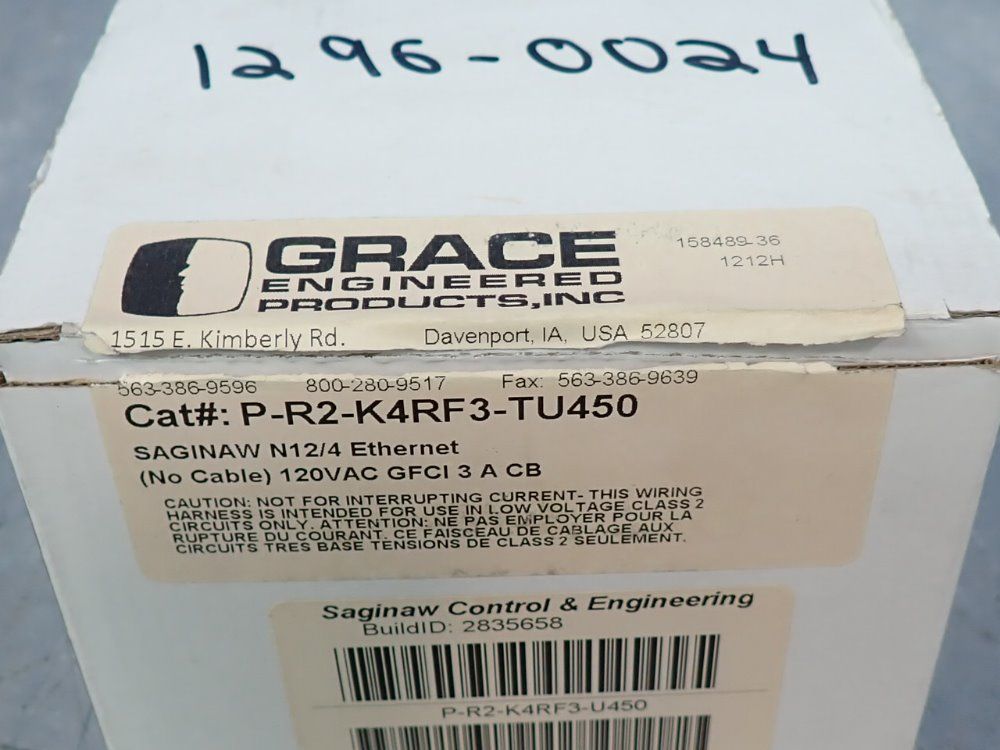 1296-0024
GRACE
ENGINEERED
PRODUCTS,INC
158489-36
1212H
1515 E. Kimberly Rd. Davenport, IA, USA 52807
563-386-9596 800-280-9517 Fax: 563-386-9639
Cat#: P-R2-K4RF3-TU450
SAGINAW N12/4 Ethernet
(No Cable) 120VAC GFCI 3 A CB
CAUTION: NOT FOR INTERRUPTING CURRENT- THIS WIRING
HARNESS IS INTENDED FOR USE IN LOW VOLTAGE CLASS 2
CIRCUITS ONLY. ATTENTION: NE PAS EMPLOYER POUR LA
RUPTURE DU COURANT. CE FAISCEAU DE CABLAGE AUX
CIRCUITS TRES BASE TENSIONS DE CLASS 2 SEULEMENT.
Saginaw Control & Engineering
BuildID: 2835658
P-R2-K4RF3-U450